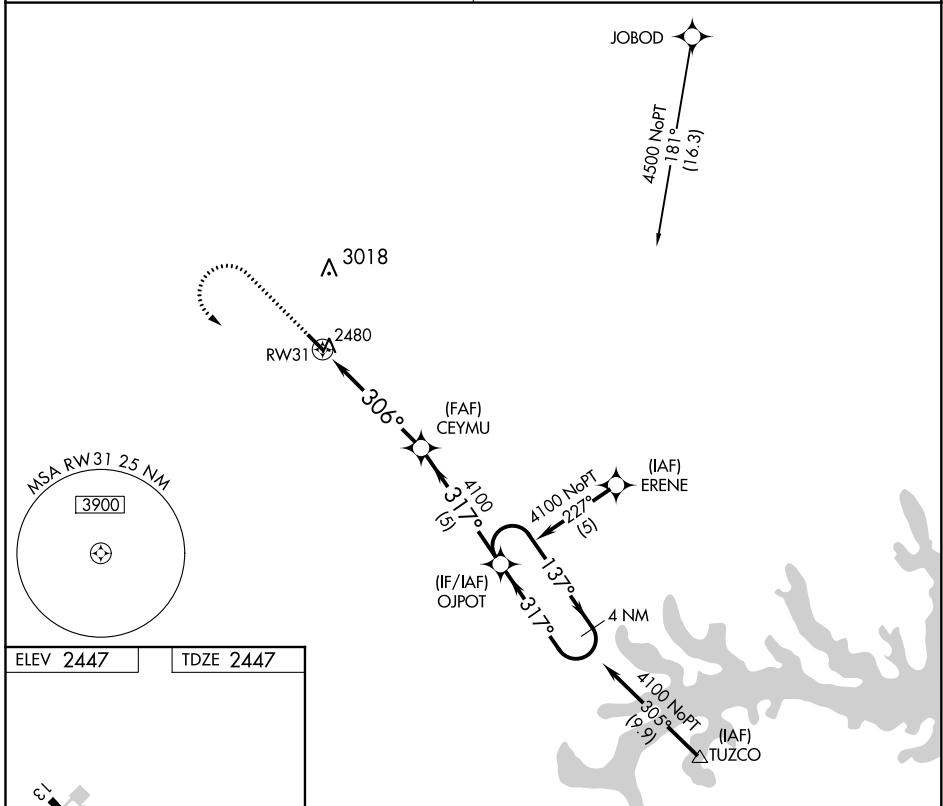 JOBOD
4500 NoPT
181°
(16.3)
3018
2480
RW31
306°
(FAF)
CEYMU
4100
317°
(5)
(IAF)
ERENE
4100 NoPT
227°
(5)
MSA RW31 25 NM
3900
(IF/IAF)
OJPOT
137°
317°
4 NM
4100 NoPT
305°
(9.9)
(IAF)
TUZCO
ELEV 2447
TDZE 2447
13